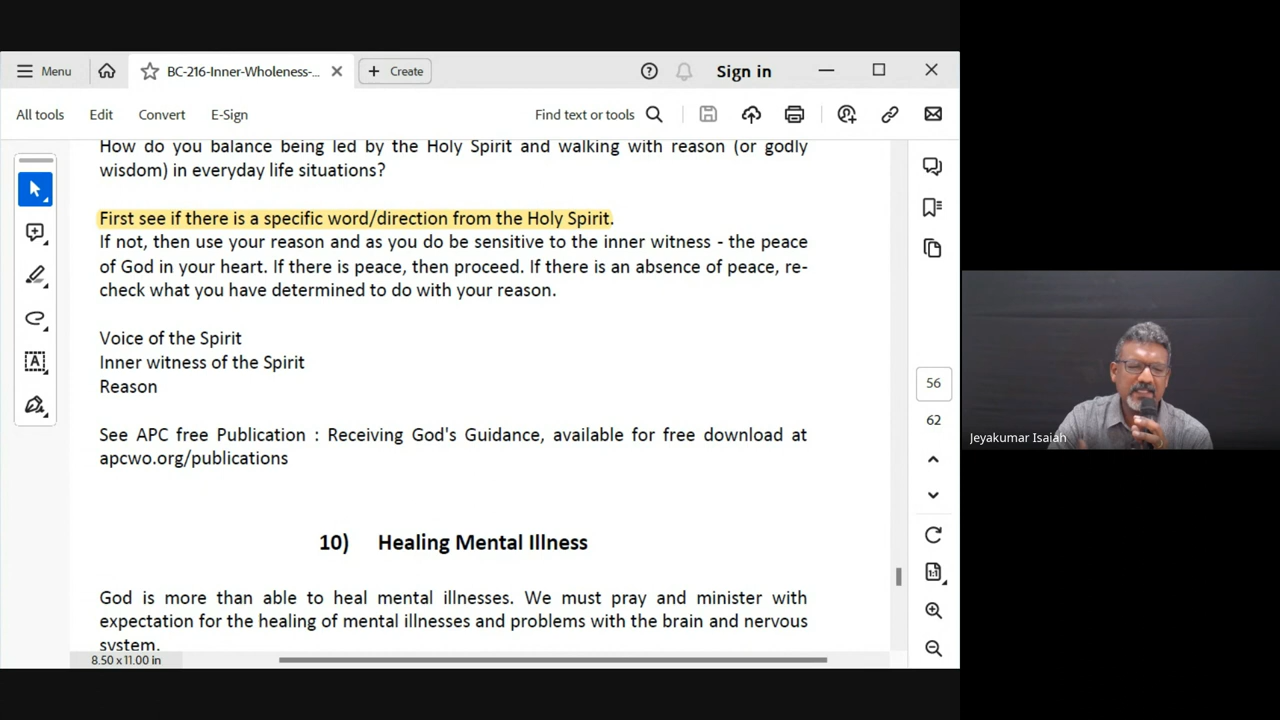 Menu
BC-216-Inner-Wholeness-...
Create
Sign in
All tools
Edit
Convert
E-Sign
Find text or tools
How do you balance being led by the Holy Spirit and walking with reason (or godly
wisdom) in everyday life situations?
First see if there is a specific word/direction from the Holy Spirit.
If not, then use your reason and as you do be sensitive to the inner witness - the peace
of God in your heart. If there is peace, then proceed. If there is an absence of peace, re-
check what you have determined to do with your reason.
Voice of the Spirit
Inner witness of the Spirit
Reason
See APC free Publication : Receiving God's Guidance, available for free download at
apcwo.org/publications
10) Healing Mental Illness
God is more than able to heal mental illnesses. We must pray and minister with
expectation for the healing of mental illnesses and problems with the brain and nervous
system.
8.50 x 11.00 in
56
62
1:1
Jeyakumar Isaiah